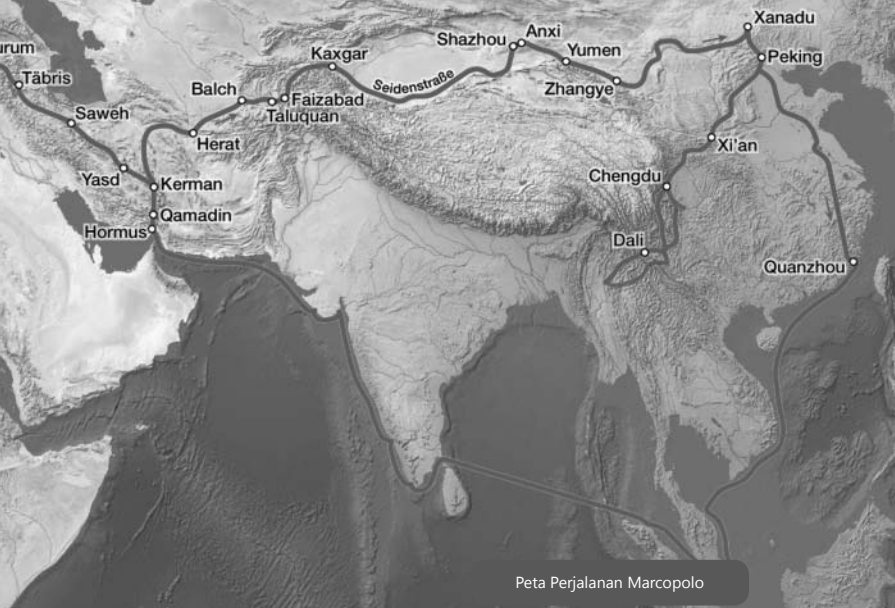 Xanadu
Anxi
Shazhou
Yumen
Peking
urum
Kaxgar
Täbris
Seidenstraße
Zhangye
Balch
Faizabad
Taluquan
Saweh
Herat
Xi'an
Yasd
Kerman
Chengdu
Qamadin
Hormus
Dali
Quanzhou
Peta Perjalanan Marcopolo